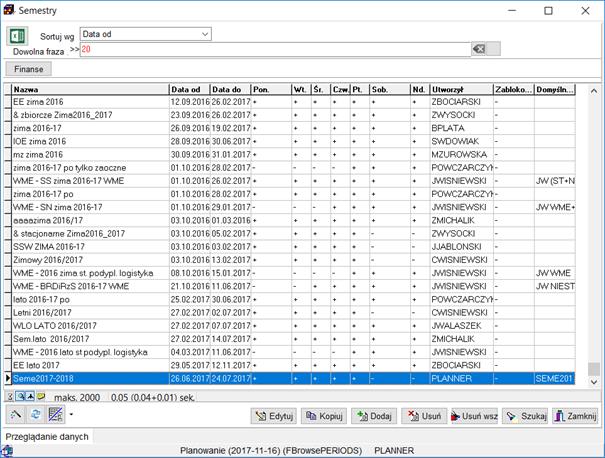 Semestry
Sortuj wg Data od
Dowolna fraza . >> 20
Finanse
Nazwa Data od Data do Pon. Wt. Śr. Czw. Pt. Sob. Nd. Utworzył Zabloko... Domyśln...
EE zima 2016 12.09.2016 26.02.2017 + + + + + + + ZBOCIARSKI -
& zbiorcze Zima2016_2017 23.09.2016 26.02.2017 + + + + + + + ZWYSOCKI -
zima 2016-17 26.09.2016 19.02.2017 + + + + + + + BPLATA -
IOE zima 2016 28.09.2016 30.06.2017 + + + + + + + SWDOWIAK -
mz zima 2016 30.09.2016 31.01.2017 + + + + + + + MZUROWSKA -
zima 2016-17 po tylko zaoczne 01.10.2016 28.02.2017 - - - - + + + POWCZARCZYK -
WME - SS zima 2016-17 WME 01.10.2016 26.02.2017 + + + + + + + JWISNIEWSKI - JW (ST+N
zima 2016-17 po 01.10.2016 28.02.2017 + + + + + + + POWCZARCZYK -
WME - SN zima 2016-17 01.10.2016 29.01.2017 - - - - + + + JWISNIEWSKI - JW WME+
aaaazima 2016/17 03.10.2016 01.03.2016 + + + + + + + ZMICHALIK -
& stacjonarne Zima2016_2017 03.10.2016 05.02.2017 + + + + + - - ZWYSOCKI -
SSW ZIMA 2016-17 03.10.2016 03.02.2017 + + + + + - - JJABLONSKI -
Zimowy 2016/2017 03.10.2016 13.02.2017 + + + + + - - CWISNIEWSKI -
WME - 2016 zima st. podypl. logistyka 08.10.2016 15.01.2017 - - - - - + + JWISNIEWSKI - JW WME
WME - BRDiRzS 2016-17 WME 21.10.2016 11.06.2017 - - - - + + + JWISNIEWSKI - JW NIEST
lato 2016-17 po 25.02.2017 30.06.2017 + + + + + + + POWCZARCZYK -
Letni 2016/2017 27.02.2017 02.07.2017 + + + + + - - CWISNIEWSKI -
WLO LATO 2016/2017 27.02.2017 07.07.2017 + + + + + + + JWALASZEK -
Sem.lato 2016/2017 27.02.2017 14.07.2017 + + + + + + + ZMICHALIK -
WME - 2016 lato st podypl. logistyka 04.03.2017 11.06.2017 - - - - - + + JWISNIEWSKI -
EE lato 2017 29.05.2017 12.11.2017 + + + + + + + ZBOCIARSKI -
Seme2017-2018 26.06.2017 24.07.2017 + + + + + - - PLANNER - SEME201
maks. 2000 0.05 (0.04+0.01) sek.
Edytuj Kopiuj Dodaj Usuń Usuń wsz Szukaj Zamknij
Przeglądanie danych
Planowanie (2017-11-16) (FBrowsePERIODS) PLANNER